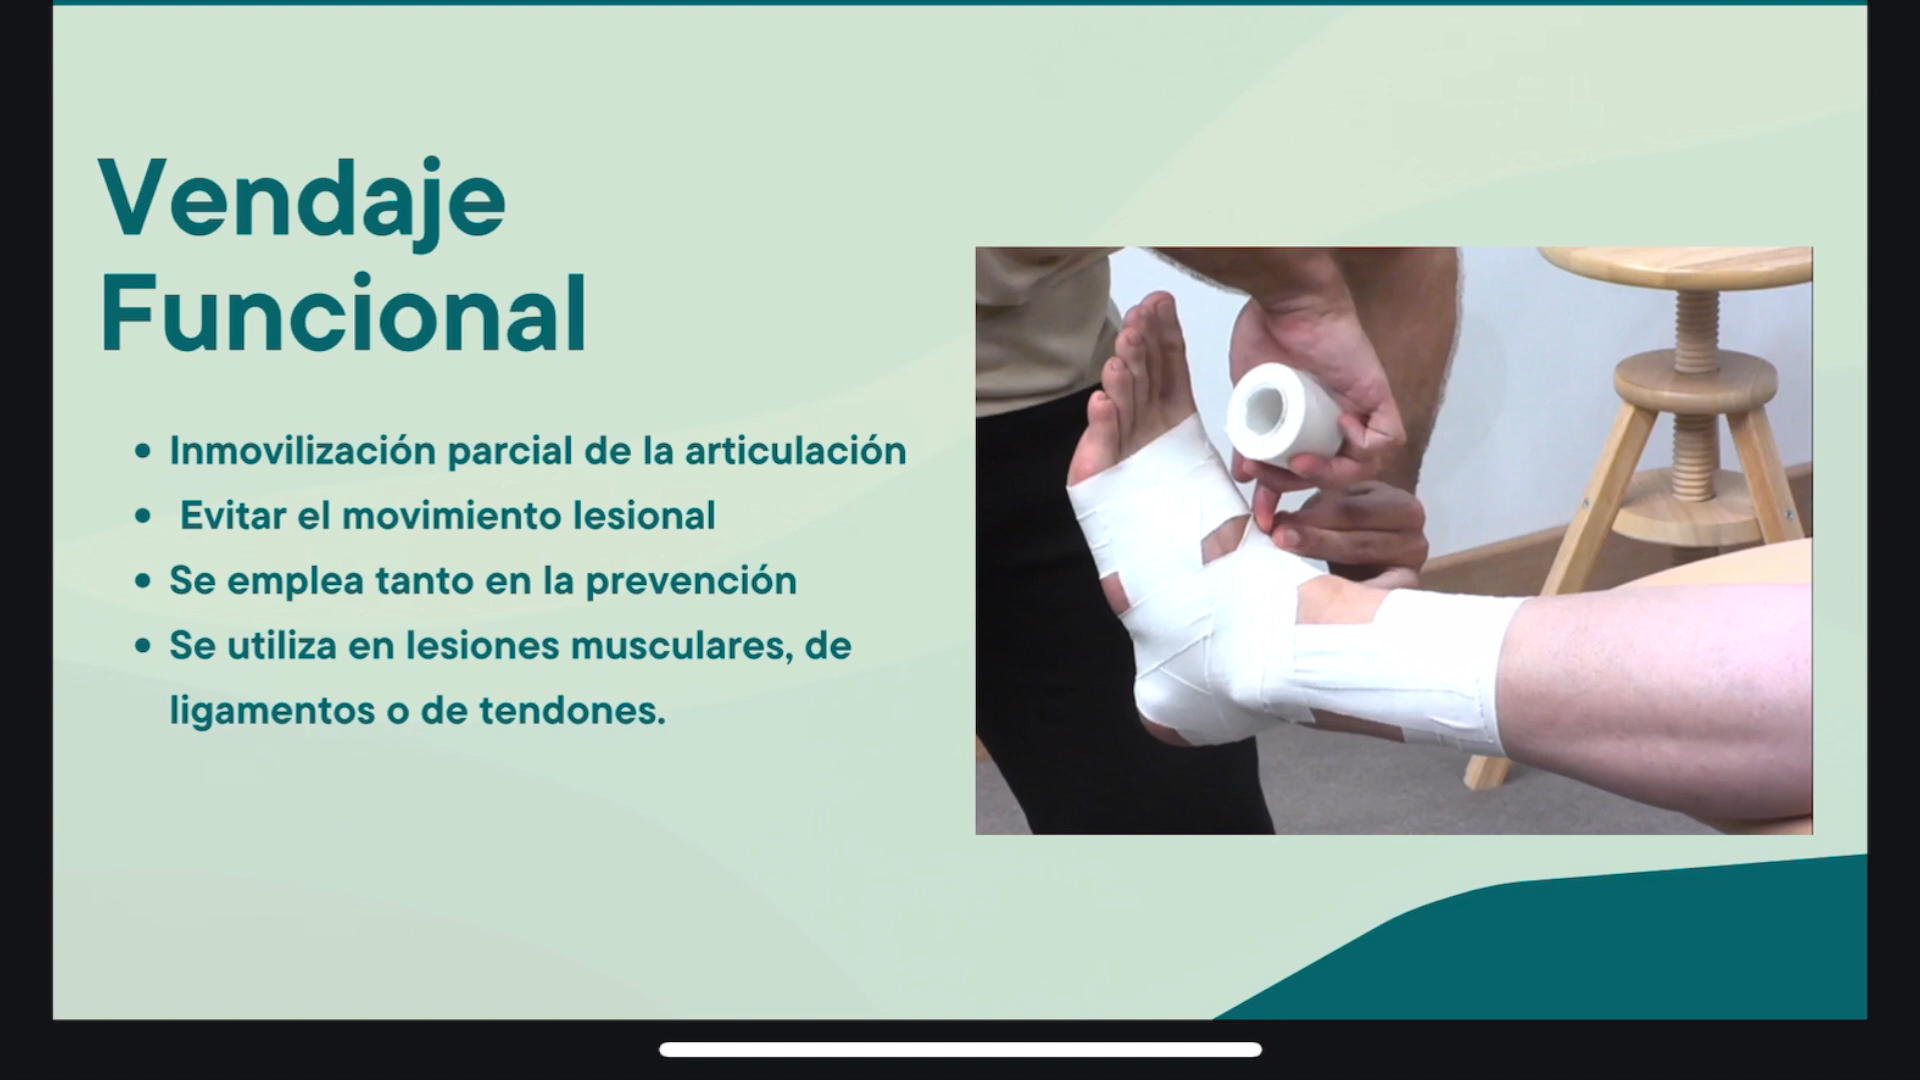 Vendaje
Funcional
• Inmovilización parcial de la articulación
• Evitar el movimiento lesional
• Se emplea tanto en la prevención
• Se utiliza en lesiones musculares, de
ligamentos o de tendones.